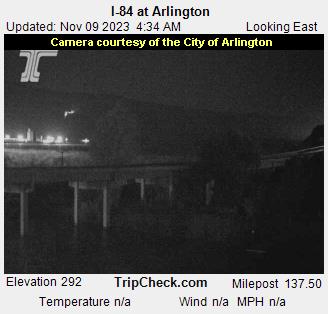 I-84 at Arlington
Updated: Nov 09 2023 4:34 AM Looking East
Camera courtesy of the City of Arlington
Elevation 292 TripCheck.com Milepost 137.50
Temperature n/a Wind n/a MPH n/a